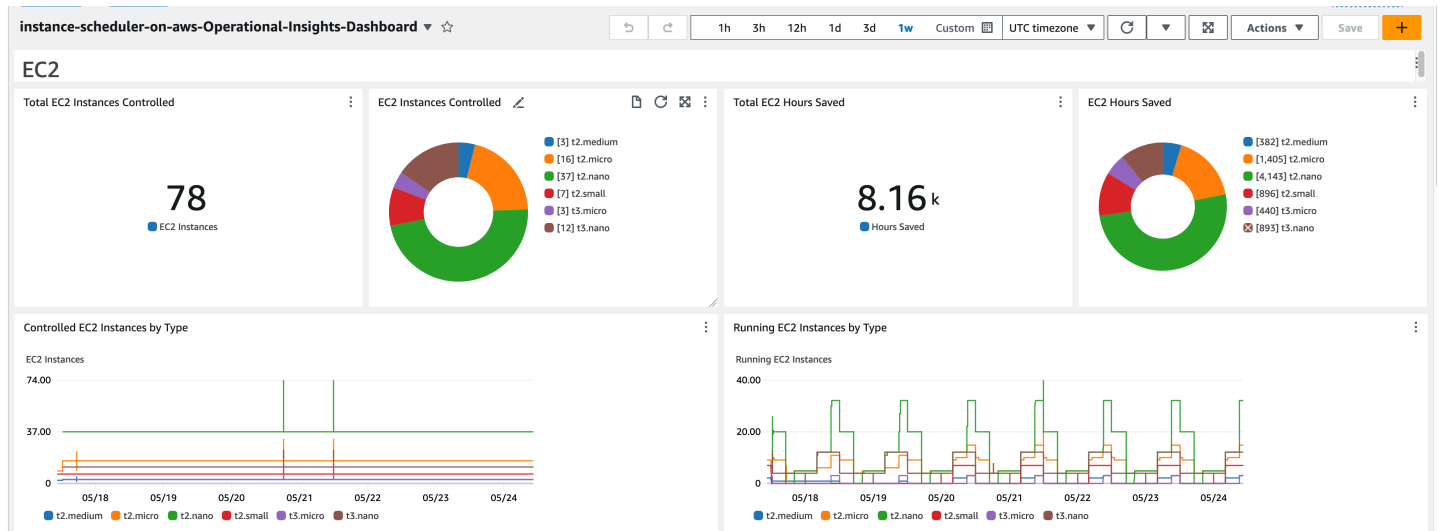 instance-scheduler-on-aws-Operational-Insights-Dashboard
1h 3h 12h 1d 3d 1w Custom UTC timezone Actions Save +
EC2
Total EC2 Instances Controlled
78
EC2 Instances
EC2 Instances Controlled
[3] t2.medium
[16] t2.micro
[37] t2.nano
[7] t2.small
[3] t3.micro
[12] t3.nano
Total EC2 Hours Saved
8.16 k
Hours Saved
EC2 Hours Saved
[382] t2.medium
[1,405] t2.micro
[4,143] t2.nano
[896] t2.small
[440] t3.micro
[893] t3.nano
Controlled EC2 Instances by Type
EC2 Instances
74.00
37.00
0
05/18 05/19 05/20 05/21 05/22 05/23 05/24
t2.medium t2.micro t2.nano t2.small t3.micro t3.nano
Running EC2 Instances by Type
Running EC2 Instances
40.00
20.00
0
05/18 05/19 05/20 05/21 05/22 05/23 05/24
t2.medium t2.micro t2.nano t2.small t3.micro t3.nano